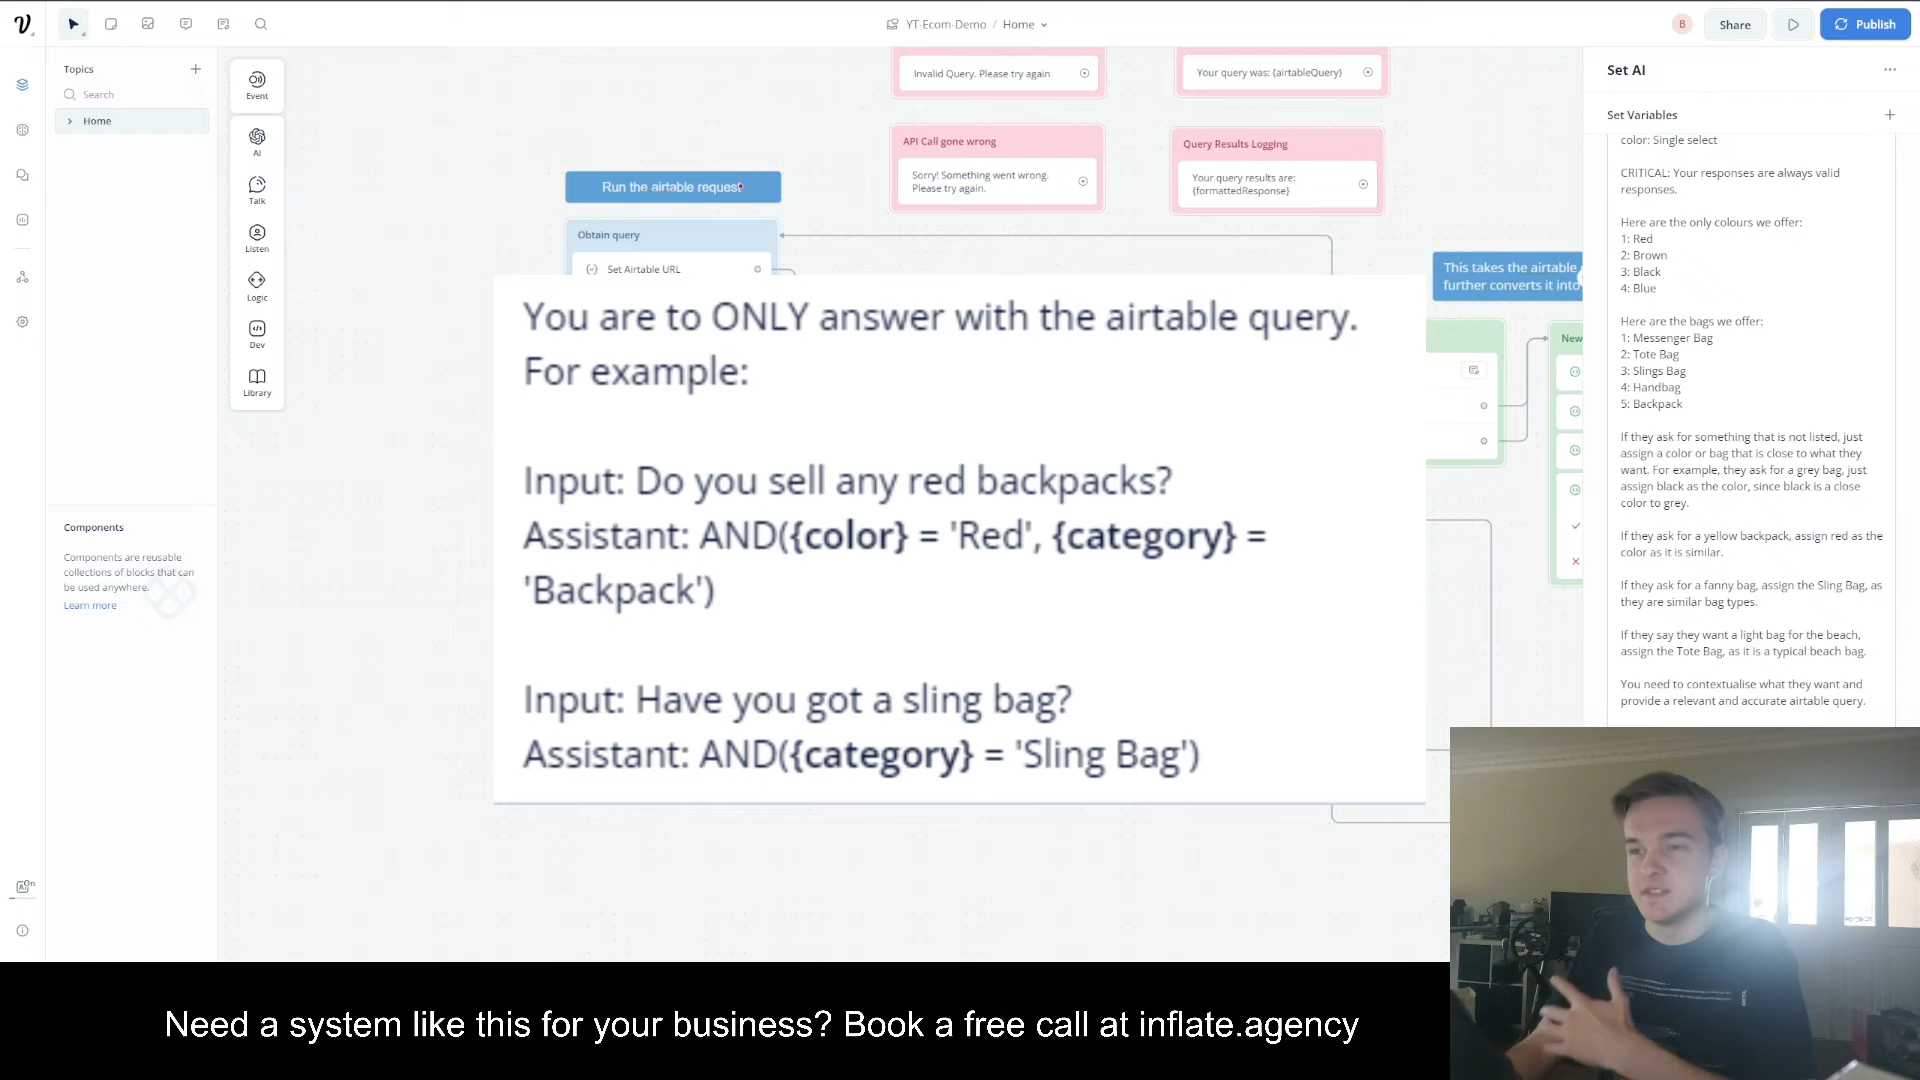 YT-Ecom-Demo / Home
B
Share
Publish
Topics
Search
Home
Components
Components are reusable
collections of blocks that can
be used anywhere.
Learn more
Event
AI
Talk
Listen
Logic
Dev
Library
Invalid Query. Please try again
Your query was: {airtableQuery}
API Call gone wrong
Sorry! Something went wrong.
Please try again.
Query Results Logging
Your query results are:
{formattedResponse}
Run the airtable request
Obtain query
Set Airtable URL
This takes the airtable
further converts it into
New
You are to ONLY answer with the airtable query.
For example:
Input: Do you sell any red backpacks?
Assistant: AND({color} = 'Red', {category} =
'Backpack')
Input: Have you got a sling bag?
Assistant: AND({category} = 'Sling Bag')
Set AI
Set Variables
color: Single select
CRITICAL: Your responses are always valid
responses.
Here are the only colours we offer:
1: Red
2: Brown
3: Black
4: Blue
Here are the bags we offer:
1: Messenger Bag
2: Tote Bag
3: Slings Bag
4: Handbag
5: Backpack
If they ask for something that is not listed, just
assign a color or bag that is close to what they
want. For example, they ask for a grey bag, just
assign black as the color, since black is a close
color to grey.
If they ask for a yellow backpack, assign red as the
color as it is similar.
If they ask for a fanny bag, assign the Sling Bag, as
they are similar bag types.
If they say they want a light bag for the beach,
assign the Tote Bag, as it is a typical beach bag.
You need to contextualise what they want and
provide a relevant and accurate airtable query.
Need a system like this for your business? Book a free call at inflate.agency